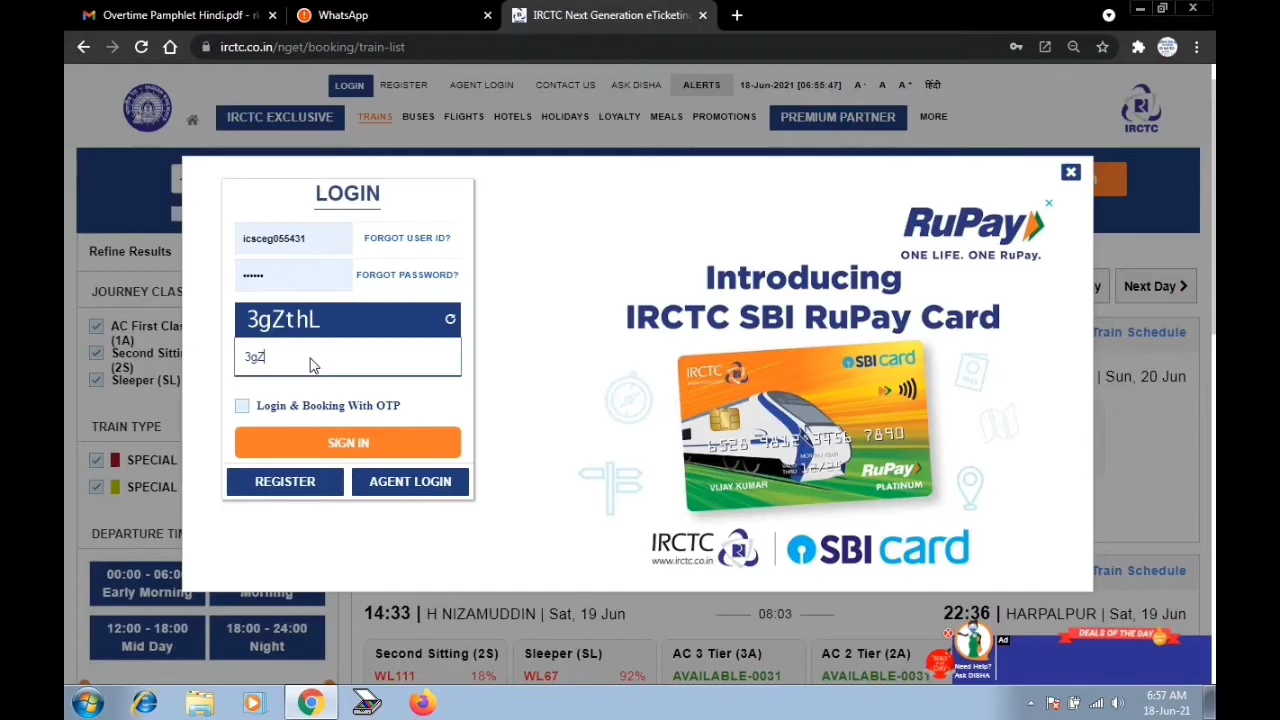 Overtime Pamphlet Hindi.pdf - r
WhatsApp
IRCTC Next Generation eTicketin
irctc.co.in/nget/booking/train-list
LOGIN
REGISTER
AGENT LOGIN
CONTACT US
ASK DISHA
ALERTS
18-Jun-2021 [06:55:47]
A-
A
A+
हिंदी
IRCTC EXCLUSIVE
TRAINS
BUSES
FLIGHTS
HOTELS
HOLIDAYS
LOYALTY
MEALS
PROMOTIONS
PREMIUM PARTNER
MORE
IRCTC
LOGIN
icsceg055431
FORGOT USER ID?
••••••
FORGOT PASSWORD?
3gZthL
3gZ
Login & Booking With OTP
SIGN IN
REGISTER
AGENT LOGIN
RuPay
ONE LIFE. ONE RuPay.
Introducing
IRCTC SBI RuPay Card
IRCTC
SBI card
VIJAY KUMAR
RuPay
PLATINUM
IRCTC
www.irctc.co.in
SBI card
Refine Results
JOURNEY CLAS
AC First Clas
(1A)
Second Sitti
(2S)
Sleeper (SL)
TRAIN TYPE
SPECIAL
SPECIAL
DEPARTURE TIM
00:00 - 06:0
Early Morning
Morning
12:00 - 18:00
Mid Day
18:00 - 24:00
Night
y
Next Day
Train Schedule
| Sun, 20 Jun
Train Schedule
14:33 | H NIZAMUDDIN | Sat, 19 Jun
08:03
22:36 | HARPALPUR | Sat, 19 Jun
Second Sitting (2S)
WL111
18%
Sleeper (SL)
WL67
92%
AC 3 Tier (3A)
AVAILABLE-0031
AC 2 Tier (2A)
AVAILABLE-003
Need Help?
Ask DISHA
Ad
DEALS OF THE DAY
6:57 AM
18-Jun-21